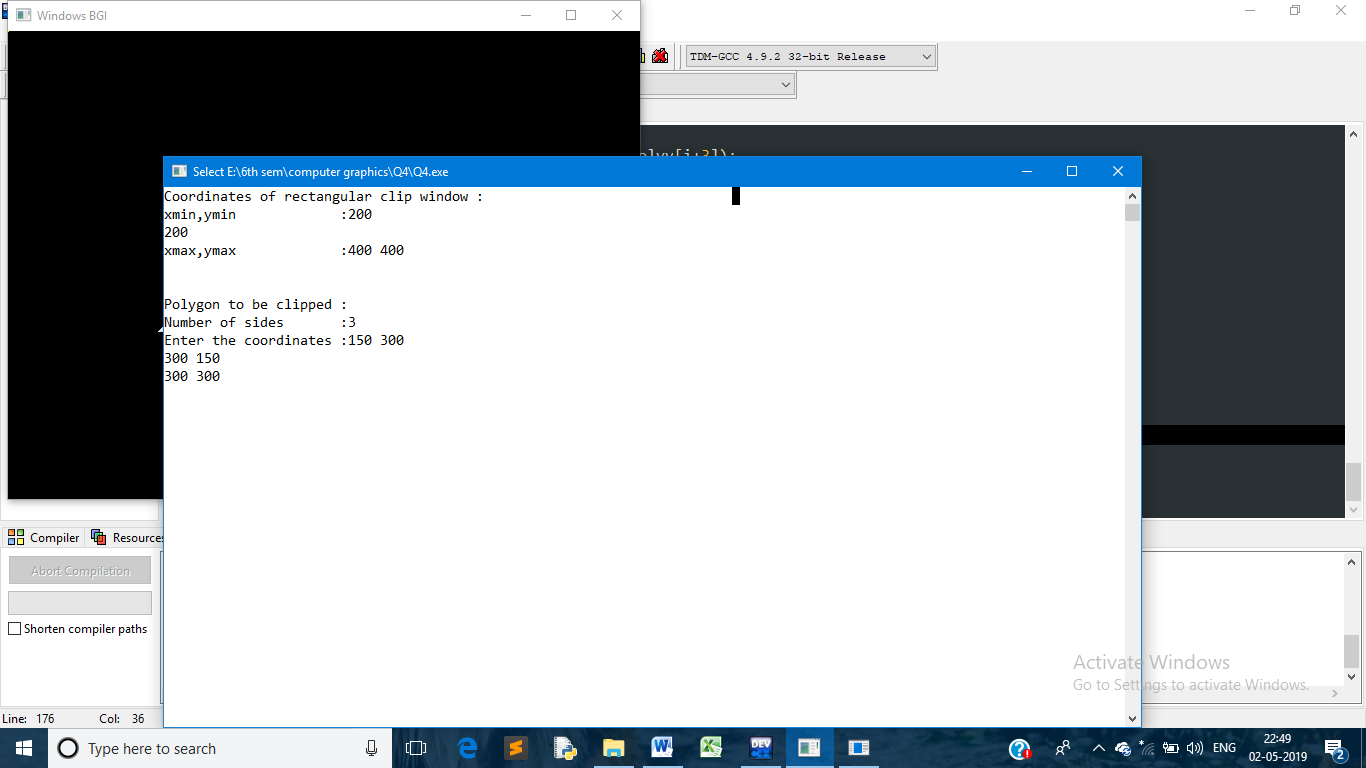 Windows BGI
TDM-GCC 4.9.2 32-bit Release
Select E:\6th sem\computer graphics\Q4\Q4.exe
Coordinates of rectangular clip window :
xmin,ymin             :200
200
xmax,ymax             :400 400
Polygon to be clipped :
Number of sides       :3
Enter the coordinates :150 300
300 150
300 300
Compiler
Resources
Abort Compilation
Shorten compiler paths
Activate Windows
Go to Settings to activate Windows.
Line: 176 Col: 36
Type here to search
DEV
ENG
22:49
02-05-2019
2